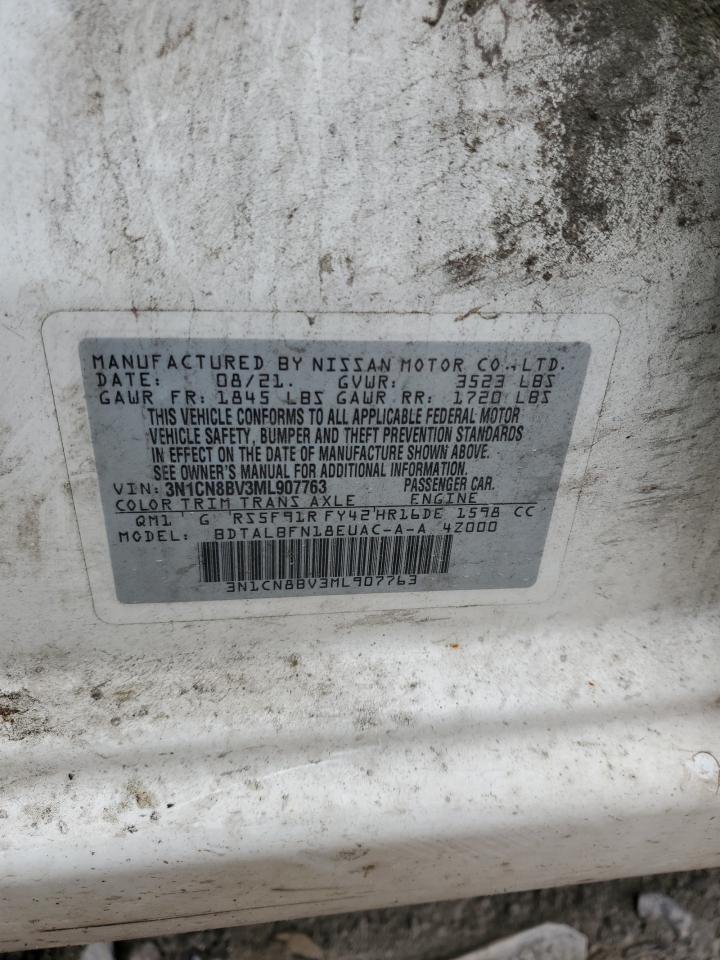 MANUFACTURED BY NISSAN MOTOR CO.,LTD.
DATE: 08/21. GVWR: 3523 LBS
GAWR FR: 1845 LBS GAWR RR: 1720 LBS
THIS VEHICLE CONFORMS TO ALL APPLICABLE FEDERAL MOTOR
VEHICLE SAFETY, BUMPER AND THEFT PREVENTION STANDARDS
IN EFFECT ON THE DATE OF MANUFACTURE SHOWN ABOVE.
SEE OWNER'S MANUAL FOR ADDITIONAL INFORMATION.
VIN: 3N1CN8BV3ML907763 PASSENGER CAR.
COLOR TRIM TRANS AXLE ENGINE
QM1 G RS5F91R FY42 HR16DE 1598 CC
MODEL: BDTALBFN18EUAC-A-A 4Z000
3N1CN8BV3ML907763